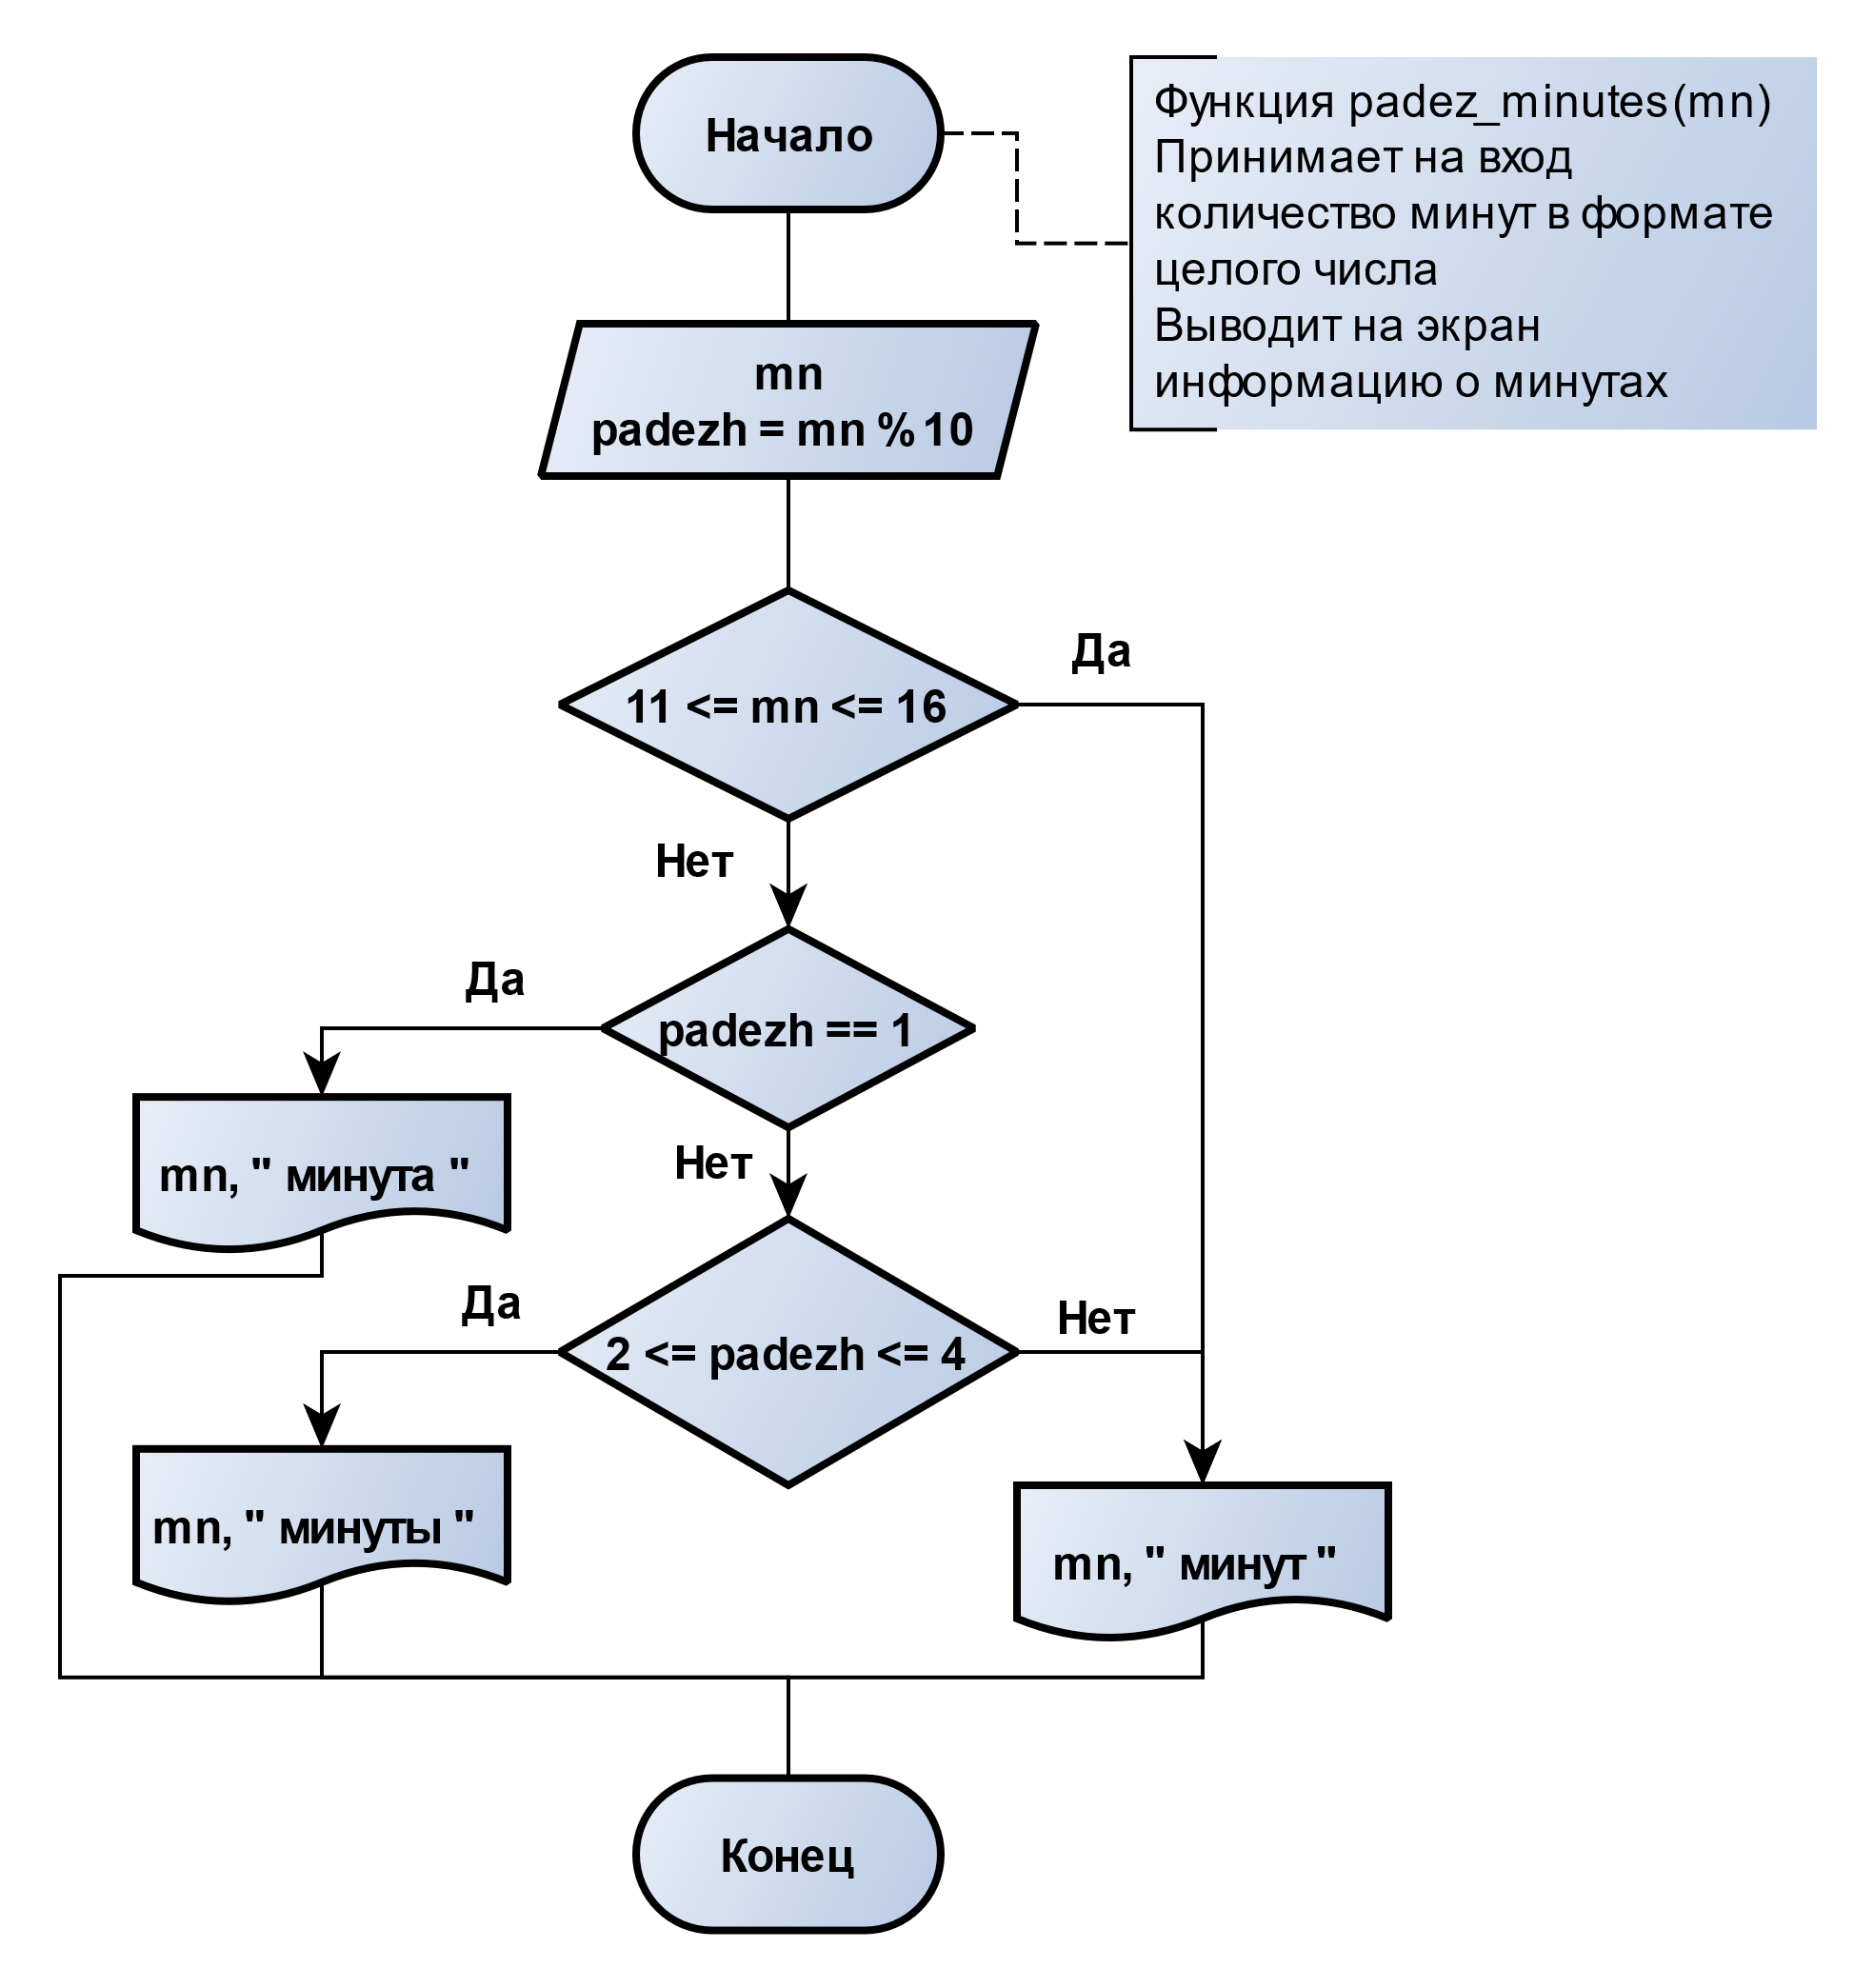 Начало
Функция padez_minutes(mn)
Принимает на вход
количество минут в формате
целого числа
Выводит на экран
информацию о минутах
mn
padezh = mn %10
11 <= mn <= 16
Да
Нет
padezh == 1
Да
Нет
mn, " минута "
2 <= padezh <= 4
Да
Нет
mn, " минуты "
mn, " минут "
Конец